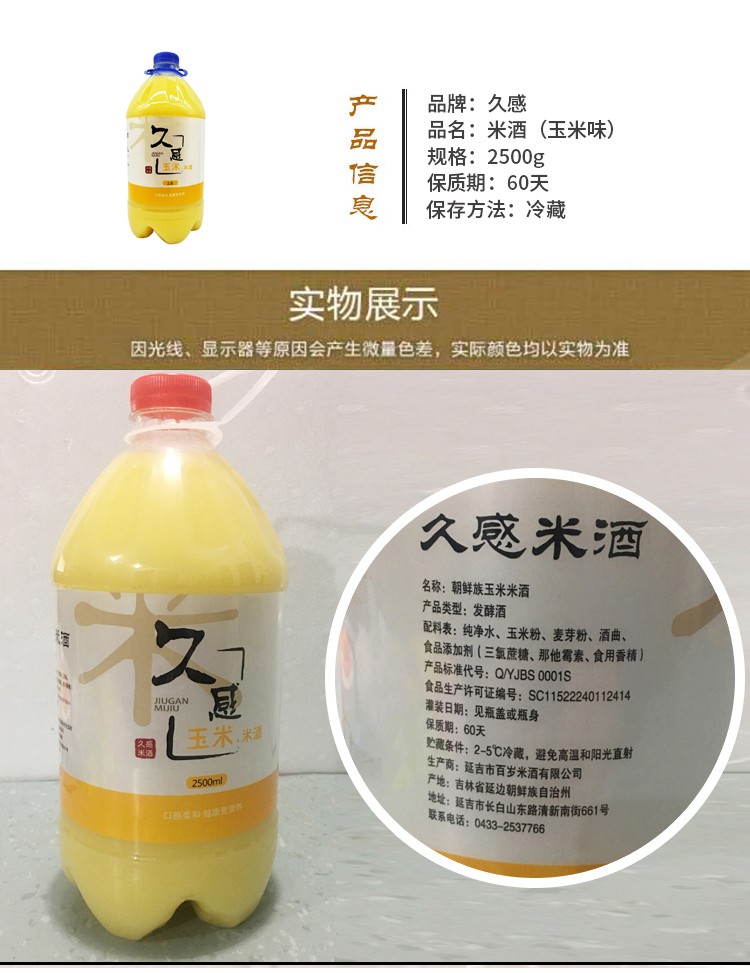 产品信息
品牌：久感
品名：米酒（玉米味）
规格：2500g
保质期：60天
保存方法：冷藏
久感
玉米.米酒
实物展示
因光线、显示器等原因会产生微量色差，实际颜色均以实物为准
米
久感
JIUGAN
MIJIU
玉米.米酒
久感
米酒
2500ml
米酒
久感米酒
名称：朝鲜族玉米米酒
产品类型：发酵酒
配料表：纯净水、玉米粉、麦芽粉、酒曲、
食品添加剂（三氯蔗糖、那他霉素、食用香精）
产品标准代号：Q/YJBS 0001S
食品生产许可证编号：SC11522240112414
灌装日期：见瓶盖或瓶身
保质期：60天
贮藏条件：2-5℃冷藏，避免高温和阳光直射
生产商：延吉市百岁米酒有限公司
产地：吉林省延边朝鲜族自治州
地址：延吉市长白山东路清新南街661号
联系电话：0433-2537766